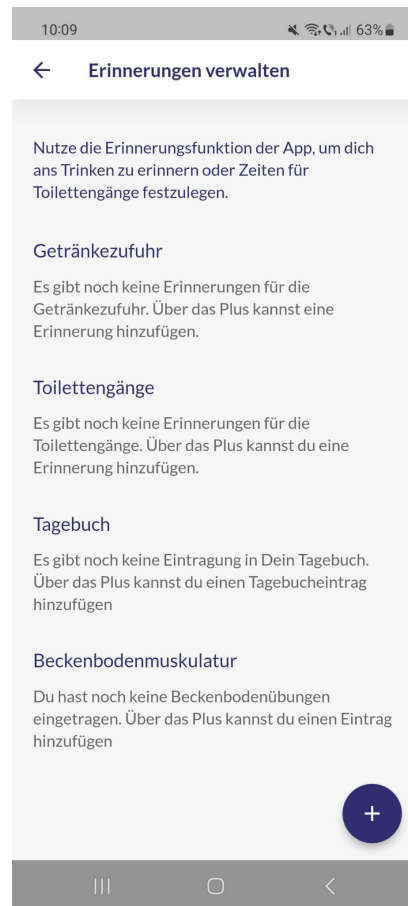 10:09
63%
Erinnerungen verwalten
Nutze die Erinnerungsfunktion der App, um dich
ans Trinken zu erinnern oder Zeiten für
Toilettengänge festzulegen.
Getränkezufuhr
Es gibt noch keine Erinnerungen für die
Getränkezufuhr. Über das Plus kannst eine
Erinnerung hinzufügen.
Toilettengänge
Es gibt noch keine Erinnerungen für die
Toilettengänge. Über das Plus kannst du eine
Erinnerung hinzufügen.
Tagebuch
Es gibt noch keine Eintragung in Dein Tagebuch.
Über das Plus kannst du einen Tagebucheintrag
hinzufügen
Beckenbodenmuskulatur
Du hast noch keine Beckenbodenübungen
eingetragen. Über das Plus kannst du einen Eintrag
hinzufügen
+